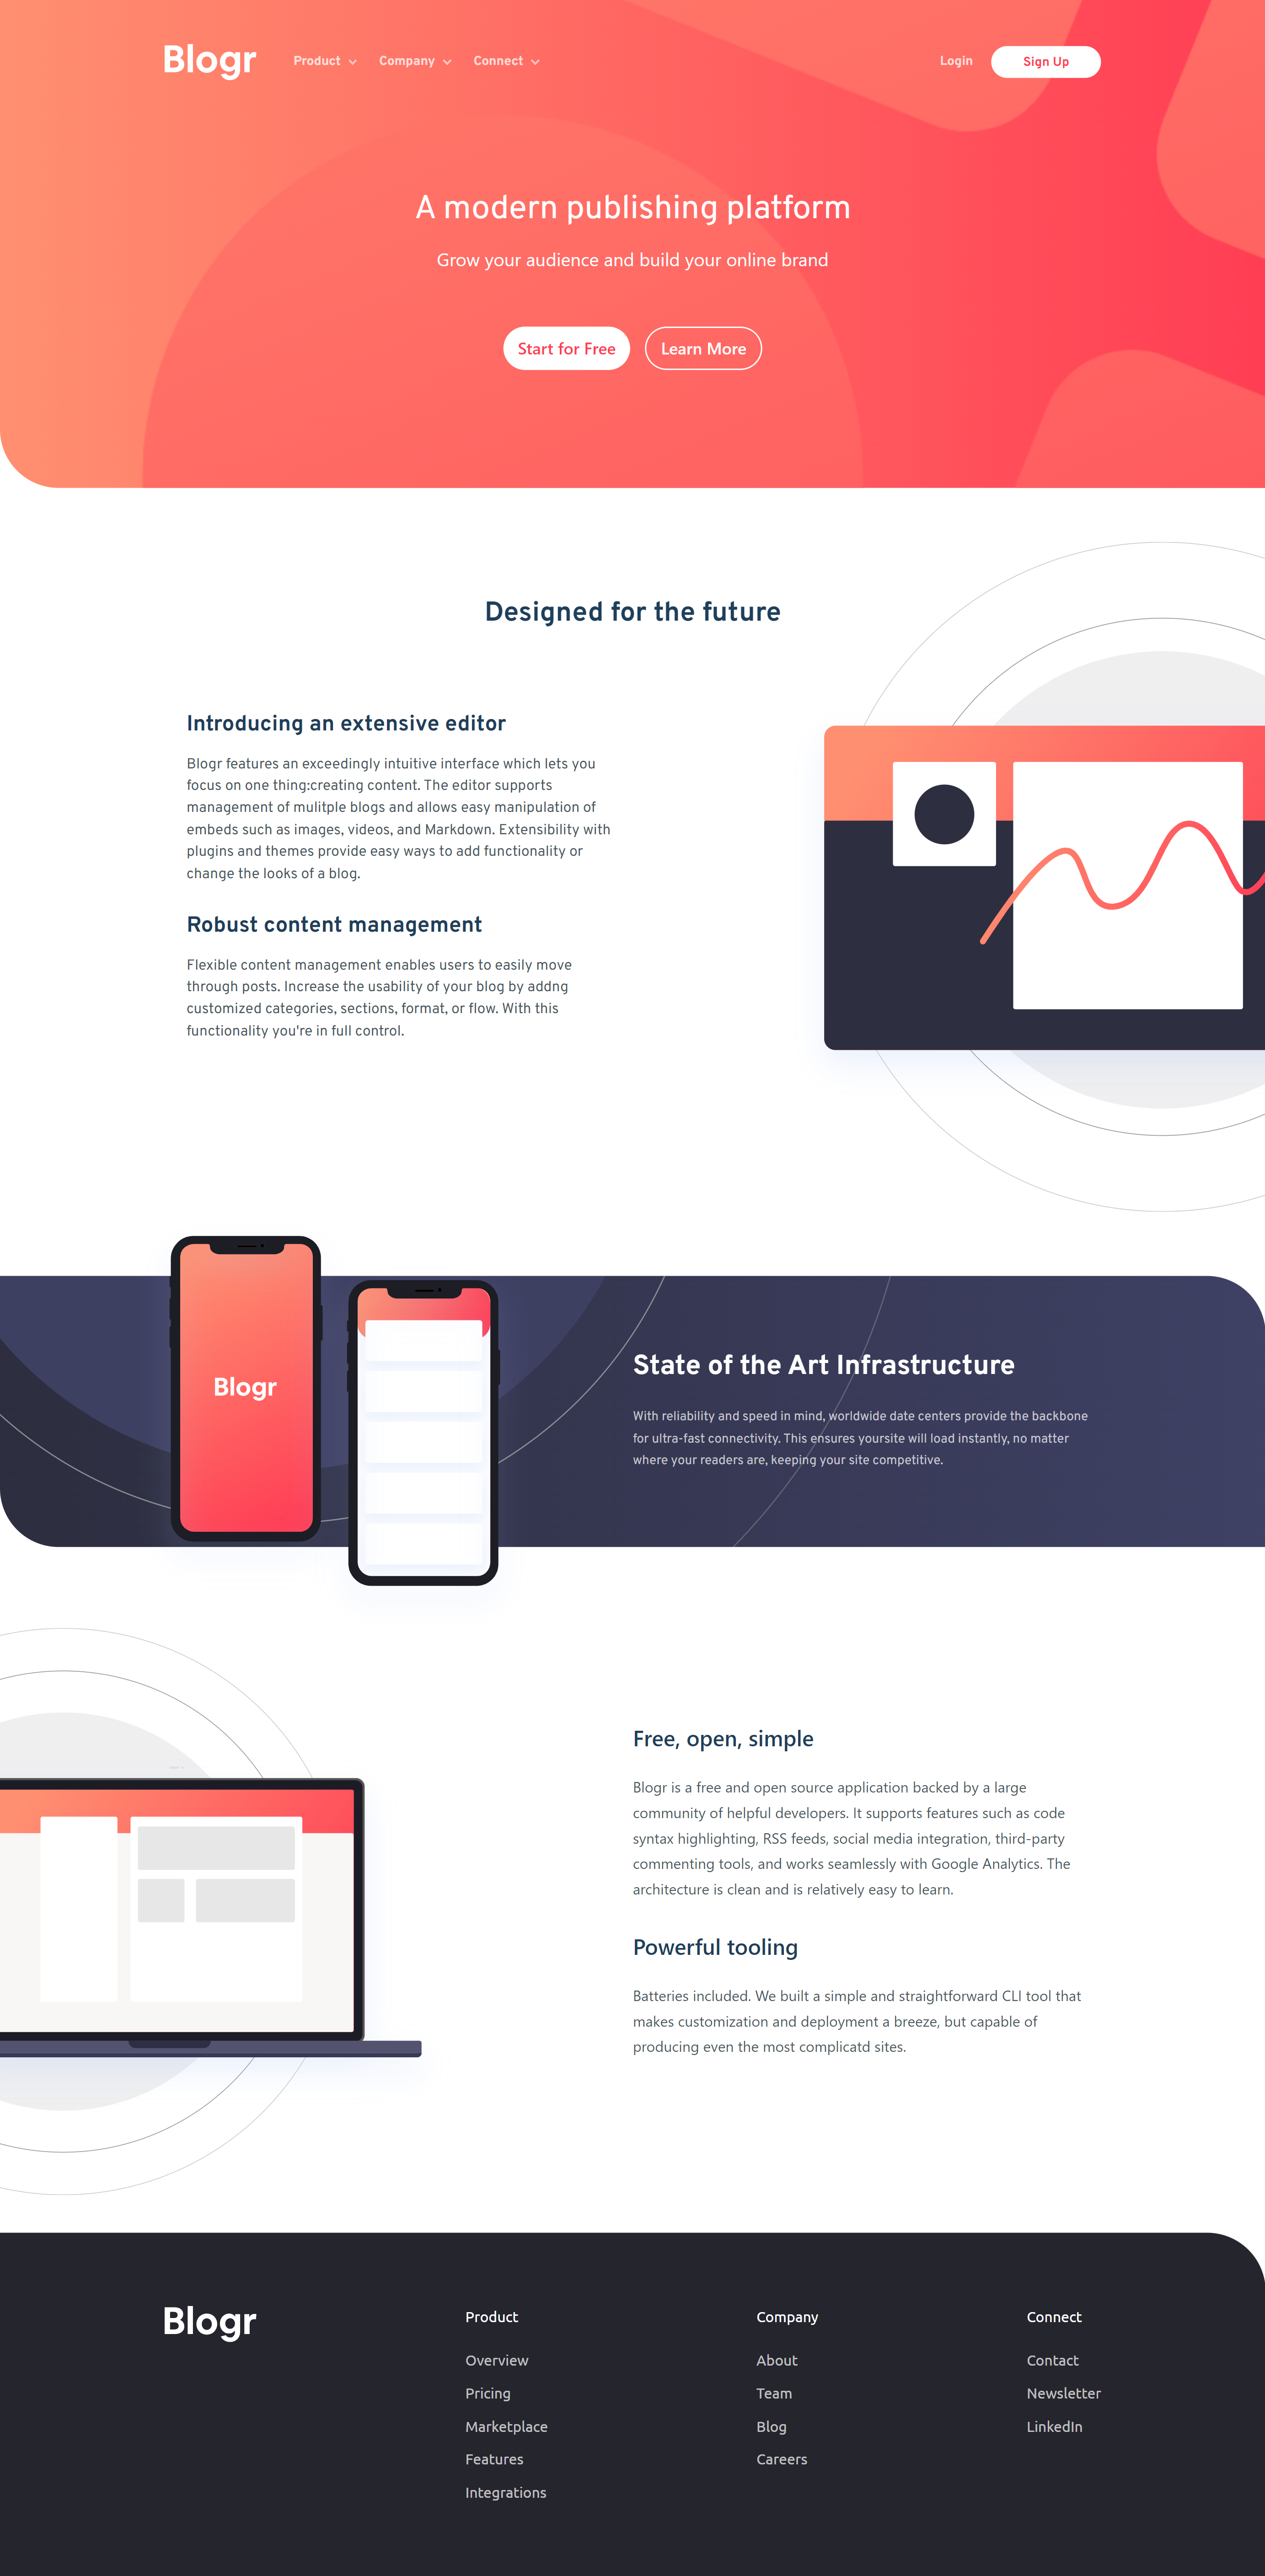 Blogr
Product
Company
Connect
Login
Sign Up
A modern publishing platform
Grow your audience and build your online brand
Start for Free
Learn More
Designed for the future
Introducing an extensive editor
Blogr features an exceedingly intuitive interface which lets you
focus on one thing:creating content. The editor supports
management of mulitple blogs and allows easy manipulation of
embeds such as images, videos, and Markdown. Extensibility with
plugins and themes provide easy ways to add functionality or
change the looks of a blog.
Robust content management
Flexible content management enables users to easily move
through posts. Increase the usability of your blog by addng
customized categories, sections, format, or flow. With this
functionality you're in full control.
Blogr
State of the Art Infrastructure
With reliability and speed in mind, worldwide date centers provide the backbone
for ultra-fast connectivity. This ensures yoursite will load instantly, no matter
where your readers are, keeping your site competitive.
Free, open, simple
Blogr is a free and open source application backed by a large
community of helpful developers. It supports features such as code
syntax highlighting, RSS feeds, social media integration, third-party
commenting tools, and works seamlessly with Google Analytics. The
architecture is clean and is relatively easy to learn.
Powerful tooling
Batteries included. We built a simple and straightforward CLI tool that
makes customization and deployment a breeze, but capable of
producing even the most complicatd sites.
Blogr
Product
Overview
Pricing
Marketplace
Features
Integrations
Company
About
Team
Blog
Careers
Connect
Contact
Newsletter
LinkedIn